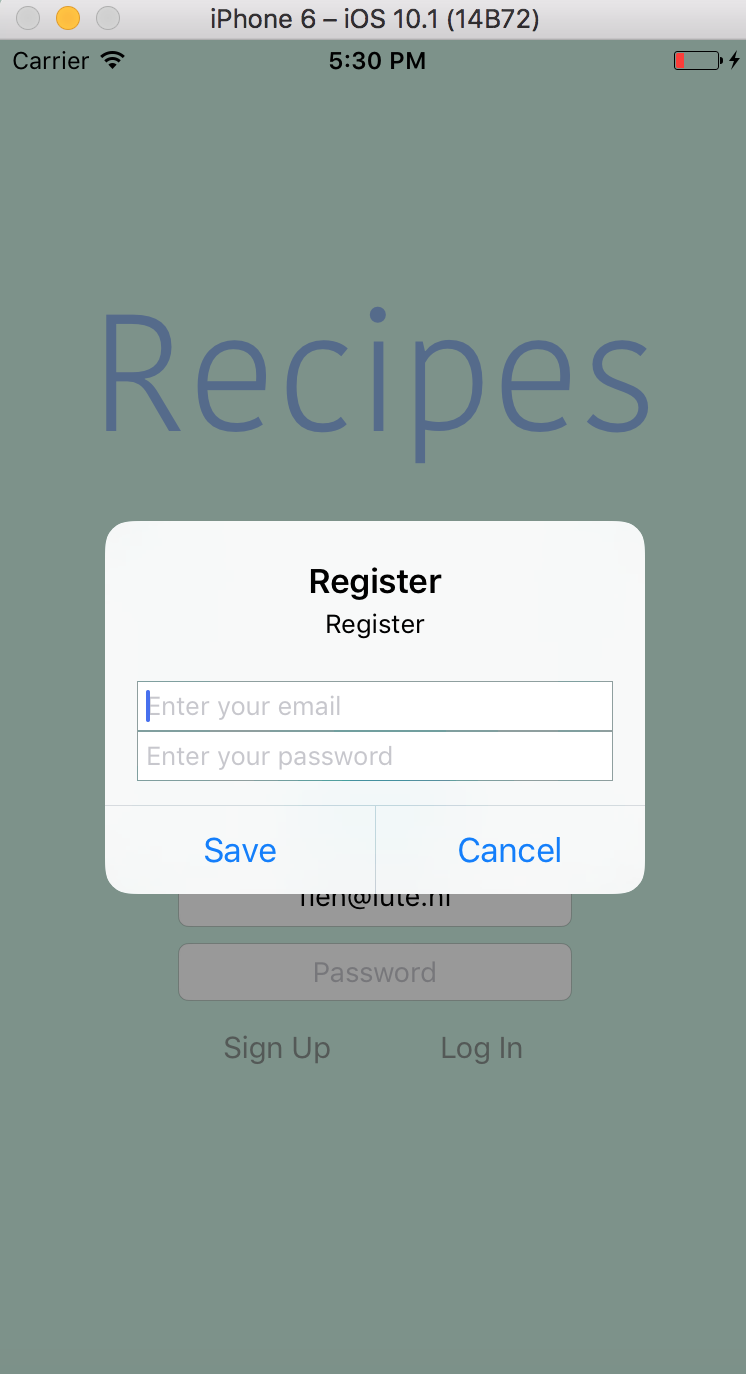 iPhone 6 – iOS 10.1 (14B72)
Carrier 5:30 PM
Recipes
Register
Register
Enter your email
Enter your password
Save Cancel
Password
Sign Up Log In